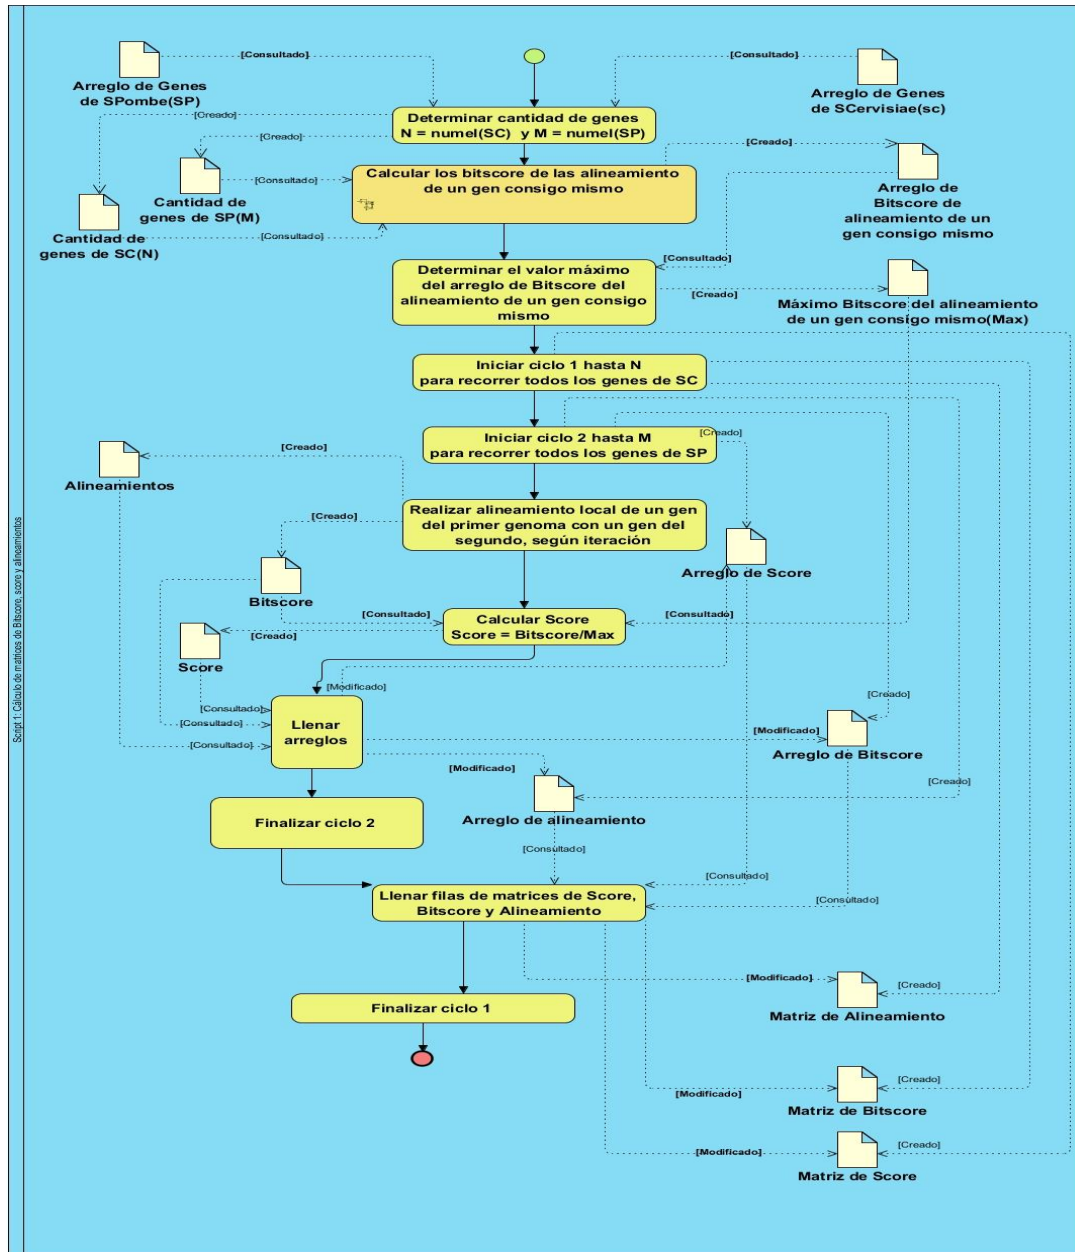 Script 1: Cálculo de matrices de Bitscore, score y alineamientos
[Consultado]
[Consultado]
Arreglo de Genes
de SPombe(SP)
Arreglo de Genes
de SCervisiae(sc)
[Creado]
Determinar cantidad de genes
N = numel(SC) y M = numel(SP)
[Creado]
[Creado]
Calcular los bitscore de las alineamiento
de un gen consigo mismo
[Consultado]
Cantidad de
genes de SP(M)
Arreglo de
Bitscore de
alineamiento de un
gen consigo mismo
Cantidad de
genes de SC(N)
[Consultado]
[Consultado]
Determinar el valor máximo
del arreglo de Bitscore del
alineamiento de un gen consigo
mismo
[Creado]
Máximo Bitscore del alineamiento
de un gen consigo mismo(Max)
Iniciar ciclo 1 hasta N
para recorrer todos los genes de SC
[Creado]
Iniciar ciclo 2 hasta M
para recorrer todos los genes de SP
[Creado]
Alineamientos
Realizar alineamiento local de un gen
del primer genoma con un gen del
segundo, según iteración
[Creado]
Arreglo de Score
Bitscore
[Consultado]
[Consultado]
Calcular Score
Score = Bitscore/Max
[Creado]
Score
[Modificado]
[Creado]
[Consultado]
[Consultado]
[Consultado]
Llenar
arreglos
[Modificado]
Arreglo de Bitscore
[Modificado]
[Creado]
Arreglo de alineamiento
Finalizar ciclo 2
[Consultado]
[Consultado]
[Consultado]
Llenar filas de matrices de Score,
Bitscore y Alineamiento
[Modificado]
[Creado]
Matriz de Alineamiento
Finalizar ciclo 1
[Modificado]
[Creado]
Matriz de Bitscore
[Modificado]
[Creado]
Matriz de Score